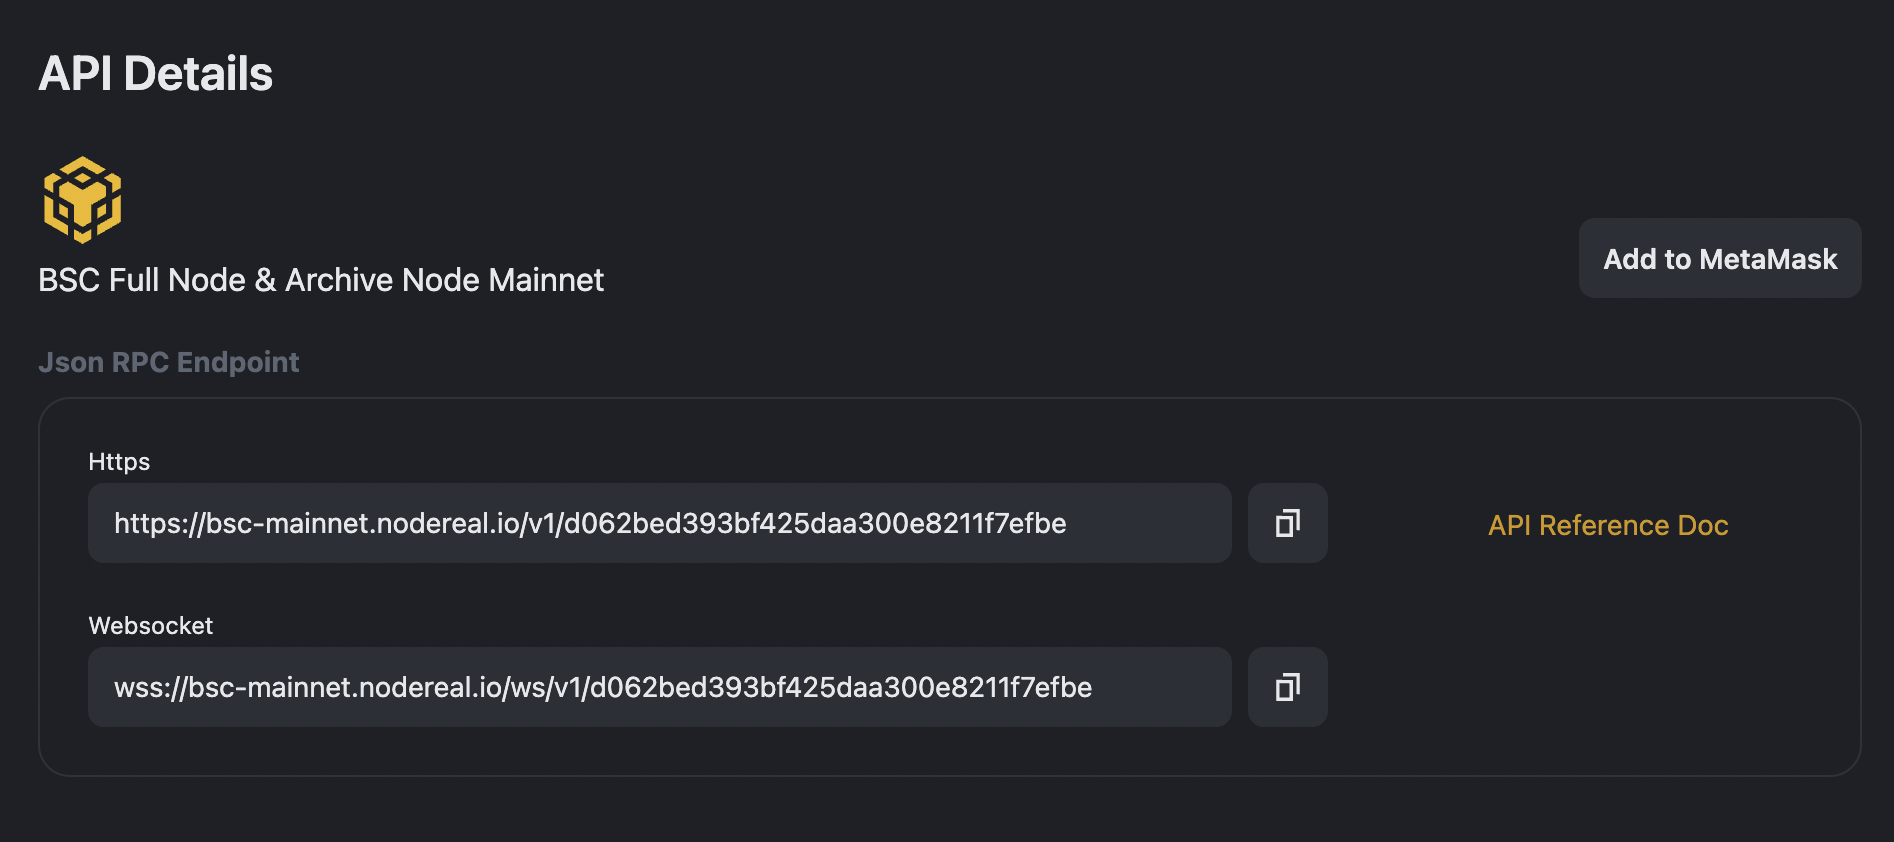 API Details
BSC Full Node & Archive Node Mainnet
Add to MetaMask
Json RPC Endpoint
Https
https://bsc-mainnet.nodereal.io/v1/d062bed393bf425daa300e8211f7efbe
API Reference Doc
Websocket
wss://bsc-mainnet.nodereal.io/ws/v1/d062bed393bf425daa300e8211f7efbe